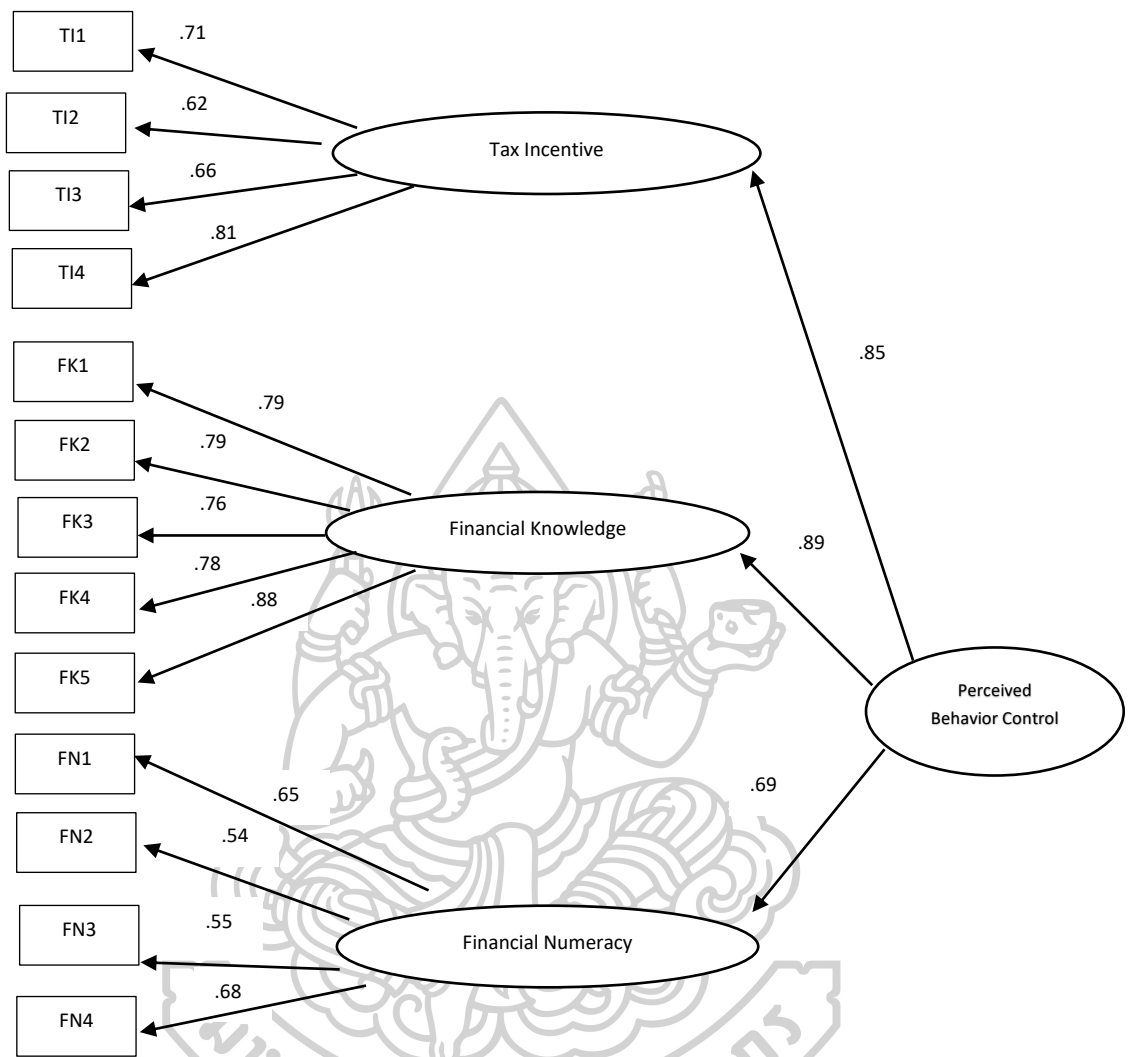 TI1
.71
TI2
.62
TI3
.66
TI4
.81
Tax Incentive
.85
FK1
.79
FK2
.79
FK3
.76
FK4
.78
FK5
.88
Financial Knowledge
.89
Perceived
Behavior Control
FN1
.65
FN2
.54
FN3
.55
FN4
.68
Financial Numeracy
.69